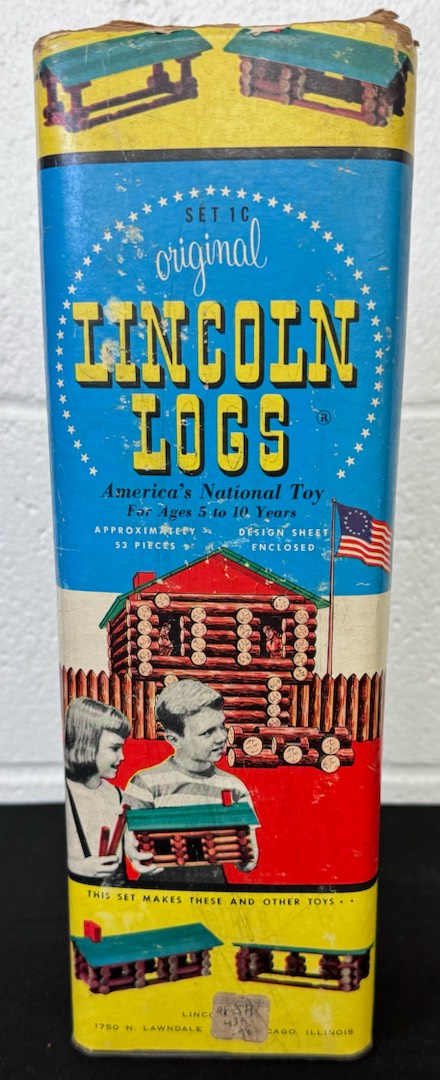 SET 1C
original
LINCOLN
LOGS ®
America's National Toy
For Ages 5 to 10 Years
APPROXIMATELY DESIGN SHEET
53 PIECES ENCLOSED
THIS SET MAKES THESE AND OTHER TOYS • •
1750 N. LAWNDALE ILLINOIS